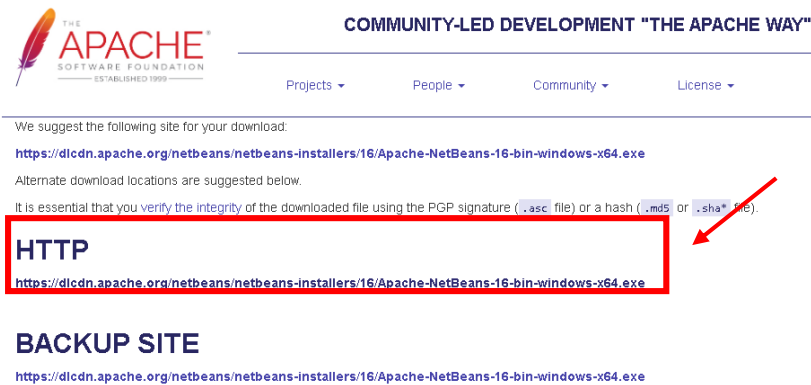 COMMUNITY-LED DEVELOPMENT "THE APACHE WAY"
THE
APACHE®
SOFTWARE FOUNDATION
ESTABLISHED 1999
Projects People Community License
We suggest the following site for your download:
https://dlcdn.apache.org/netbeans/netbeans-installers/16/Apache-NetBeans-16-bin-windows-x64.exe
Alternate download locations are suggested below.
It is essential that you verify the integrity of the downloaded file using the PGP signature ( .asc file) or a hash ( .md5 or .sha* file).
HTTP
https://dlcdn.apache.org/netbeans/netbeans-installers/16/Apache-NetBeans-16-bin-windows-x64.exe
BACKUP SITE
https://dlcdn.apache.org/netbeans/netbeans-installers/16/Apache-NetBeans-16-bin-windows-x64.exe